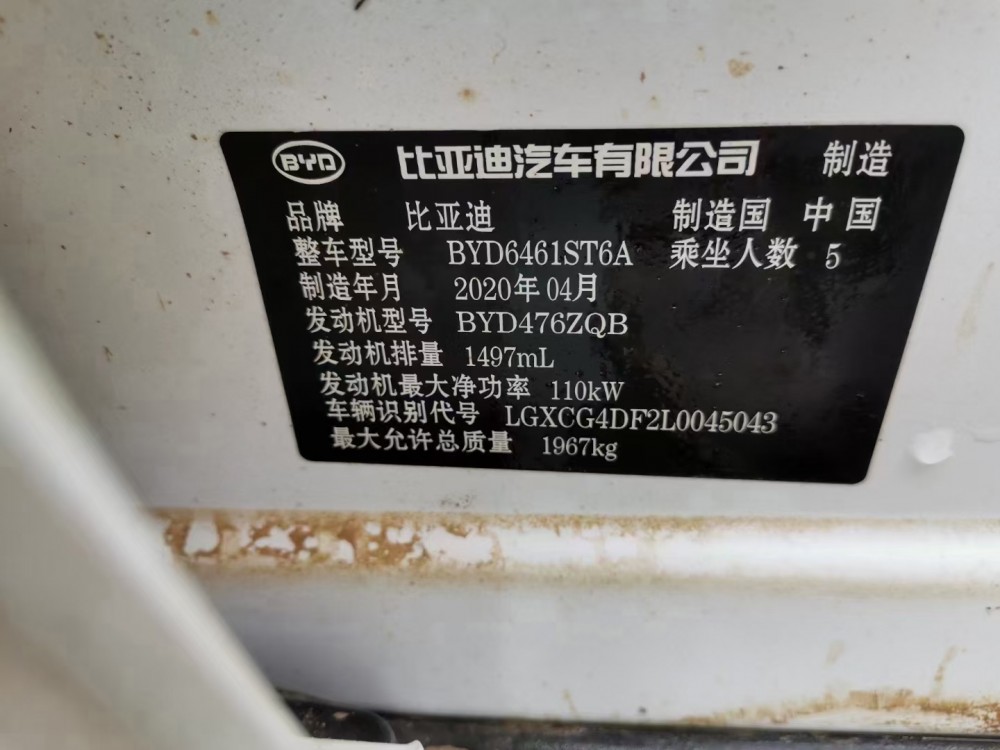 BYD 比亚迪汽车有限公司 制造
品牌 比亚迪 制造国 中国
整车型号 BYD6461ST6A 乘坐人数 5
制造年月 2020年04月
发动机型号 BYD476ZQB
发动机排量 1497mL
发动机最大净功率 110kW
车辆识别代号 LGXCG4DF2L0045043
最大允许总质量 1967kg